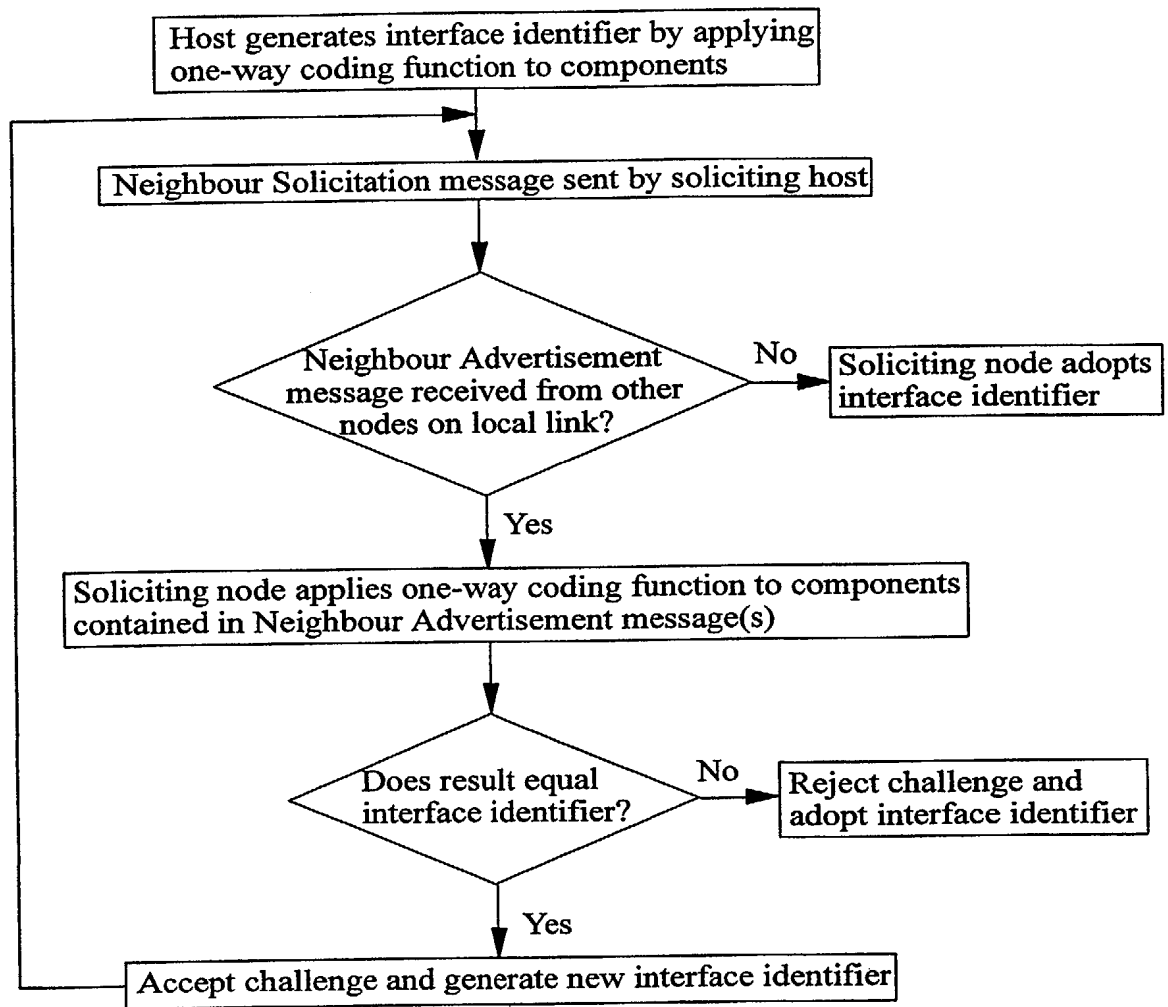 Host generates interface identifier by applying
one-way coding function to components
Neighbour Solicitation message sent by soliciting host
Neighbour Advertisement
message received from other
nodes on local link?
No
Soliciting node adopts
interface identifier
Yes
Soliciting node applies one-way coding function to components
contained in Neighbour Advertisement message(s)
Does result equal
interface identifier?
No
Reject challenge and
adopt interface identifier
Yes
Accept challenge and generate new interface identifier